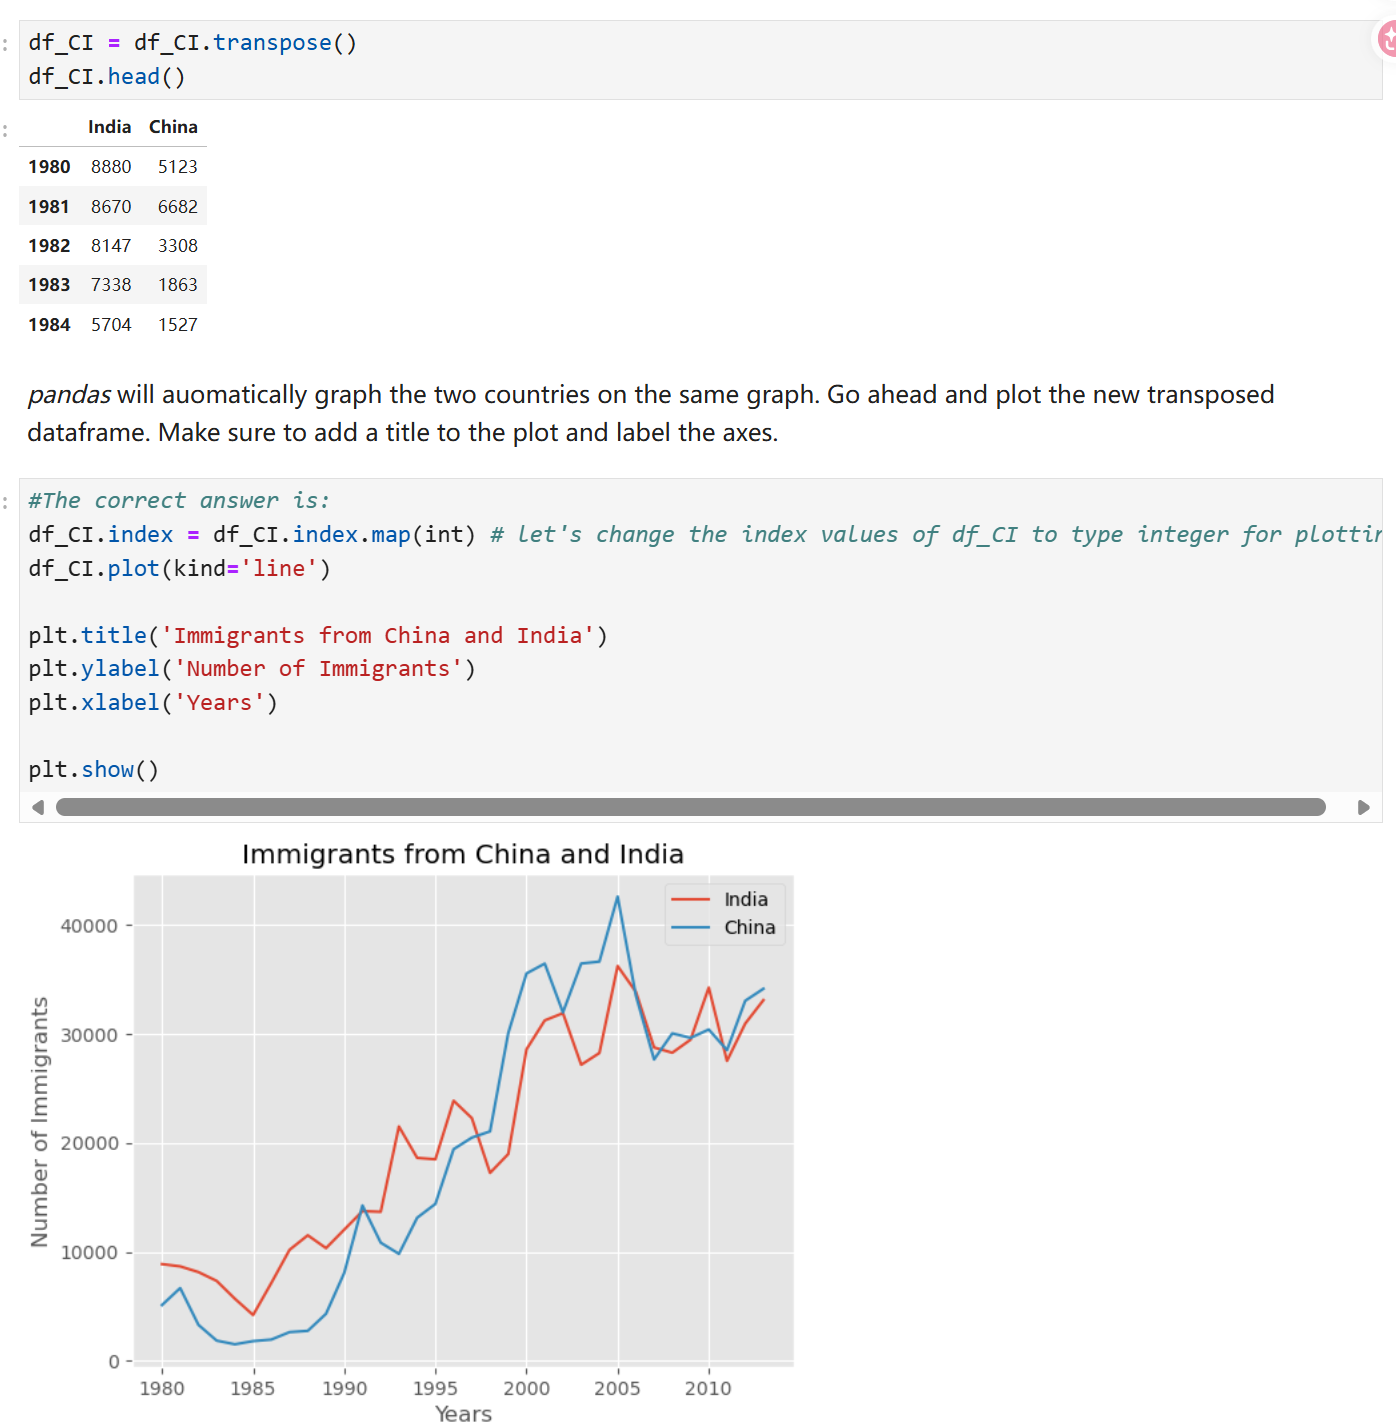 : df_CI = df_CI.transpose()
df_CI.head()
:
India China
1980 8880 5123
1981 8670 6682
1982 8147 3308
1983 7338 1863
1984 5704 1527
pandas will auomatically graph the two countries on the same graph. Go ahead and plot the new transposed
dataframe. Make sure to add a title to the plot and label the axes.
: #The correct answer is:
df_CI.index = df_CI.index.map(int) # let's change the index values of df_CI to type integer for plottin
df_CI.plot(kind='line')
plt.title('Immigrants from China and India')
plt.ylabel('Number of Immigrants')
plt.xlabel('Years')
plt.show()
Immigrants from China and India
India
China
40000
30000
20000
10000
0
Number of Immigrants
1980 1985 1990 1995 2000 2005 2010
Years